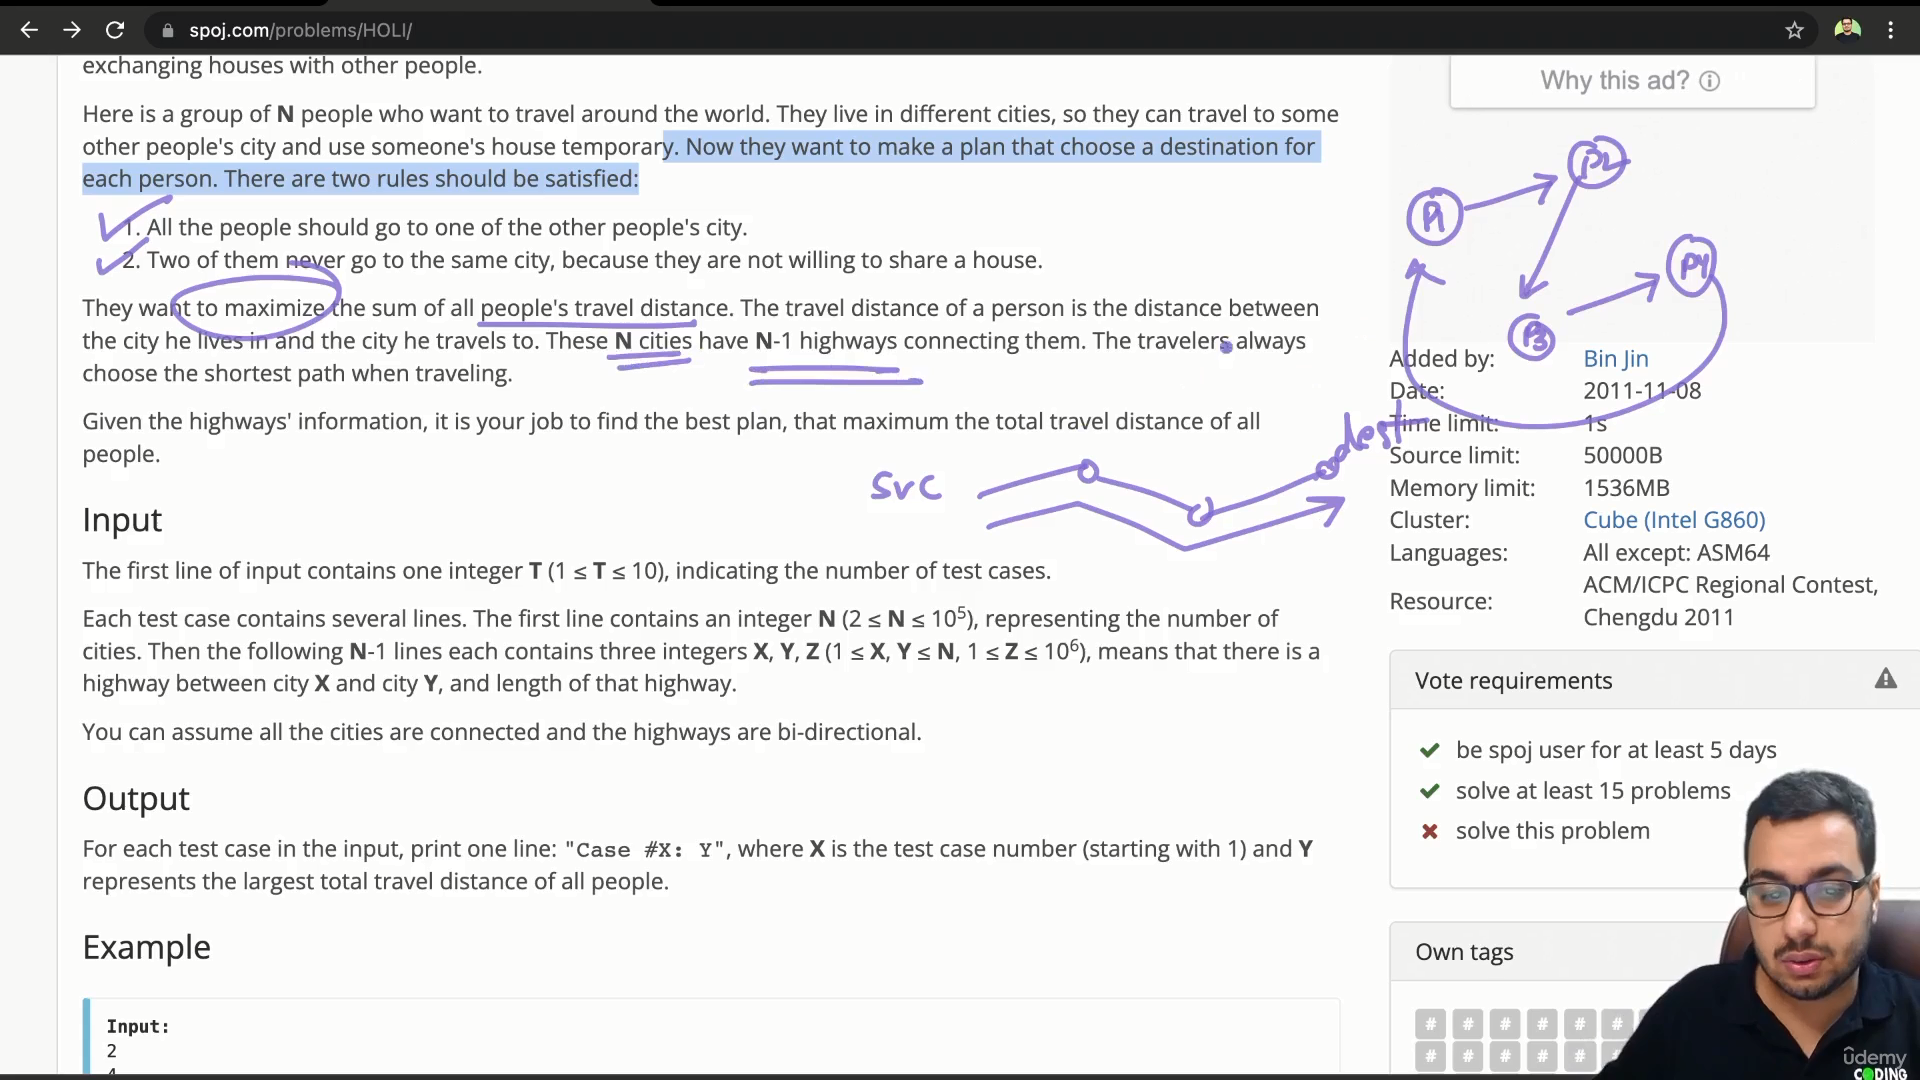 spoj.com/problems/HOLI/
exchanging houses with other people.
Why this ad?
Here is a group of N people who want to travel around the world. They live in different cities, so they can travel to some
other people's city and use someone's house temporary. Now they want to make a plan that choose a destination for
each person. There are two rules should be satisfied:
1. All the people should go to one of the other people's city.
2. Two of them never go to the same city, because they are not willing to share a house.
They want to maximize the sum of all people's travel distance. The travel distance of a person is the distance between
the city he lives in and the city he travels to. These N cities have N-1 highways connecting them. The travelers always
choose the shortest path when traveling.
Given the highways' information, it is your job to find the best plan, that maximum the total travel distance of all
people.
Input
The first line of input contains one integer T (1 ≤ T ≤ 10), indicating the number of test cases.
Each test case contains several lines. The first line contains an integer N (2 ≤ N ≤ 10⁵), representing the number of
cities. Then the following N-1 lines each contains three integers X, Y, Z (1 ≤ X, Y ≤ N, 1 ≤ Z ≤ 10⁶), means that there is a
highway between city X and city Y, and length of that highway.
You can assume all the cities are connected and the highways are bi-directional.
Output
For each test case in the input, print one line: "Case #X: Y", where X is the test case number (starting with 1) and Y
represents the largest total travel distance of all people.
Example
Input:
2
4
P1
P2
P3
P4
src
dest
Added by: Bin Jin
Date: 2011-11-08
Time limit: 1s
Source limit: 50000B
Memory limit: 1536MB
Cluster: Cube (Intel G860)
Languages: All except: ASM64
Resource: ACM/ICPC Regional Contest,
Chengdu 2011
Vote requirements
be spoj user for at least 5 days
solve at least 15 problems
solve this problem
Own tags
# # # # # #
# # # # #
ûdemy
CODING